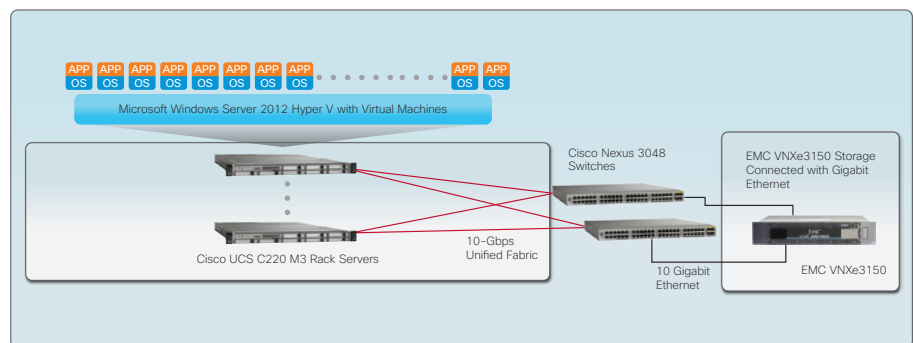 APP APP APP APP APP APP APP APP APP APP
OS OS OS OS OS OS OS OS OS OS
Microsoft Windows Server 2012 Hyper V with Virtual Machines
Cisco UCS C220 M3 Rack Servers
10-Gbps
Unified Fabric
Cisco Nexus 3048
Switches
10 Gigabit
Ethernet
EMC VNXe3150 Storage
Connected with Gigabit
Ethernet
EMC
EMC VNXe3150